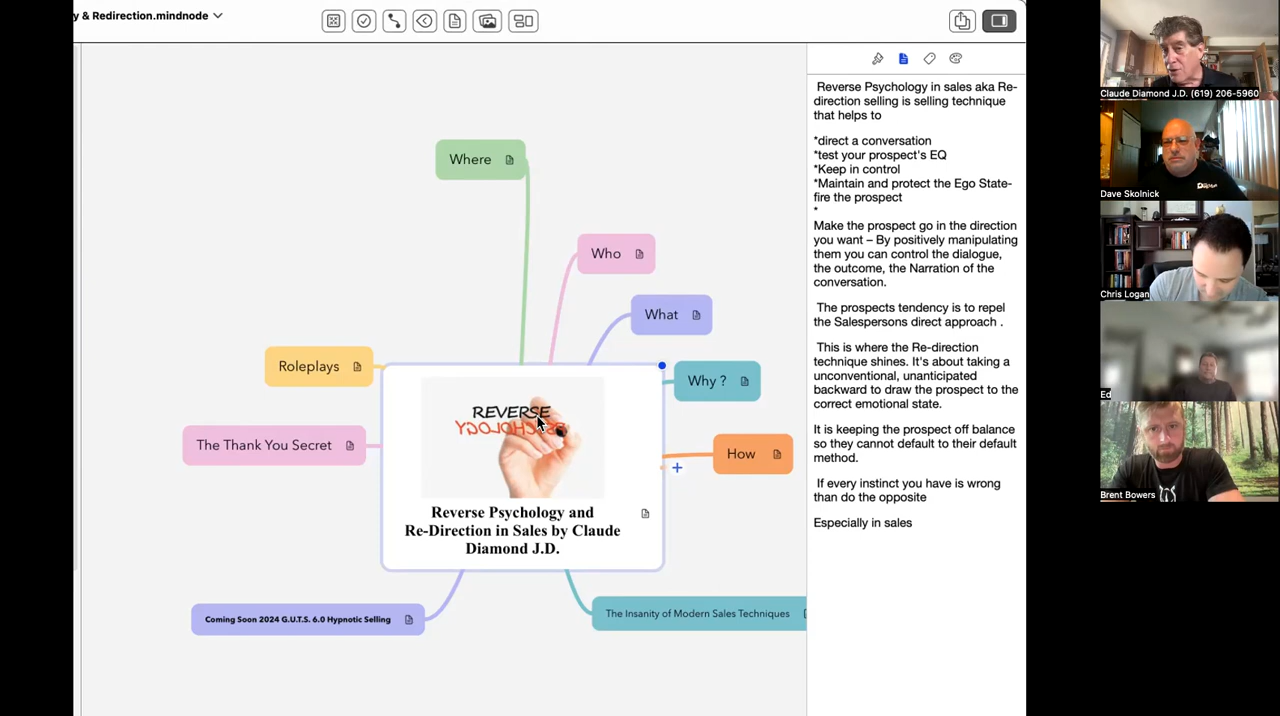 y & Redirection.mindnode
Where
Who
What
Why ?
How
Roleplays
The Thank You Secret
REVERSE
PSYCHOLOGY
Reverse Psychology and
Re-Direction in Sales by Claude
Diamond J.D.
Coming Soon 2024 G.U.T.S. 6.0 Hypnotic Selling
The Insanity of Modern Sales Techniques
Reverse Psychology in sales aka Re-
direction selling is selling technique
that helps to
*direct a conversation
*test your prospect's EQ
*Keep in control
*Maintain and protect the Ego State-
fire the prospect
*
Make the prospect go in the direction
you want – By positively manipulating
them you can control the dialogue,
the outcome, the Narration of the
conversation.
The prospects tendency is to repel
the Salespersons direct approach .
This is where the Re-direction
technique shines. It's about taking a
unconventional, unanticipated
backward to draw the prospect to the
correct emotional state.
It is keeping the prospect off balance
so they cannot default to their default
method.
If every instinct you have is wrong
than do the opposite
Especially in sales
Claude Diamond J.D. (619) 206-5960
Dave Skolnick
Chris Logan
Ed
Brent Bowers